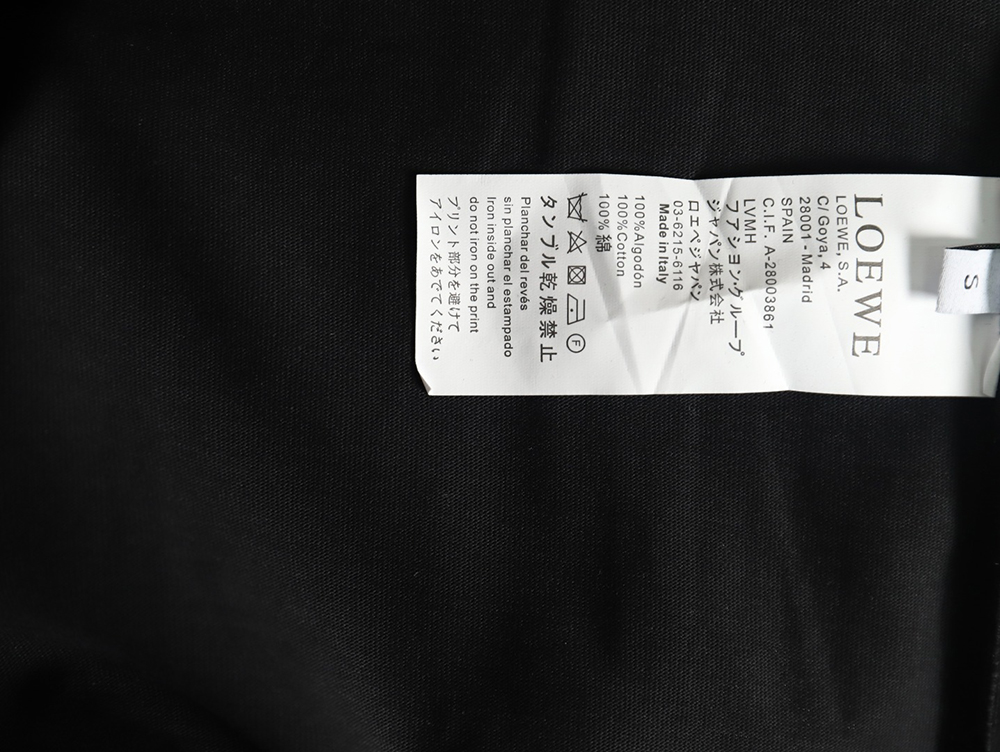 LOEWE
LOEWE, S.A.
C/ Goya, 4
28001 - Madrid
SPAIN
C.I.F. A-28003861
LVMH
ファション・グループ
ジャパン株式会社
ロエベジャパン
03-6215-6116
Made in Italy
100%Algodón
100%Cotton
100% 綿
F
タンブル乾燥禁止
Planchar del revés
sin planchar el estampado
Iron inside out and
do not iron on the print
プリント部分を避けて
アイロンをあでてください
S